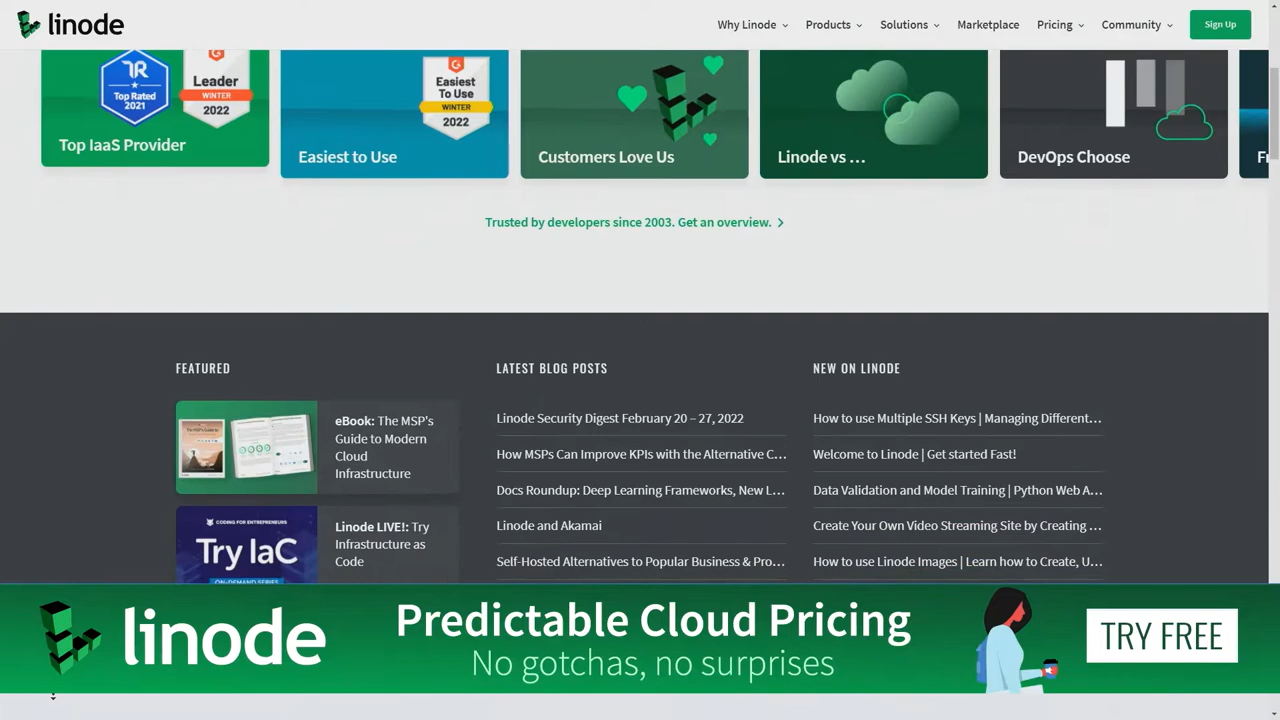 linode
Why Linode
Products
Solutions
Marketplace
Pricing
Community
Sign Up
TR
Top Rated
2021
Leader
WINTER
2022
Top IaaS Provider
Easiest
To Use
WINTER
2022
Easiest to Use
Customers Love Us
Linode vs ...
DevOps Choose
Trusted by developers since 2003. Get an overview.
FEATURED
eBook: The MSP's
Guide to Modern
Cloud
Infrastructure
CODING FOR ENTREPRENEURS
Try IaC
ON-DEMAND SERIES
Linode LIVE!: Try
Infrastructure as
Code
LATEST BLOG POSTS
Linode Security Digest February 20 – 27, 2022
How MSPs Can Improve KPIs with the Alternative C...
Docs Roundup: Deep Learning Frameworks, New L...
Linode and Akamai
Self-Hosted Alternatives to Popular Business & Pro...
NEW ON LINODE
How to use Multiple SSH Keys | Managing Different...
Welcome to Linode | Get started Fast!
Data Validation and Model Training | Python Web A...
Create Your Own Video Streaming Site by Creating ...
How to use Linode Images | Learn how to Create, U...
linode
Predictable Cloud Pricing
No gotchas, no surprises
TRY FREE